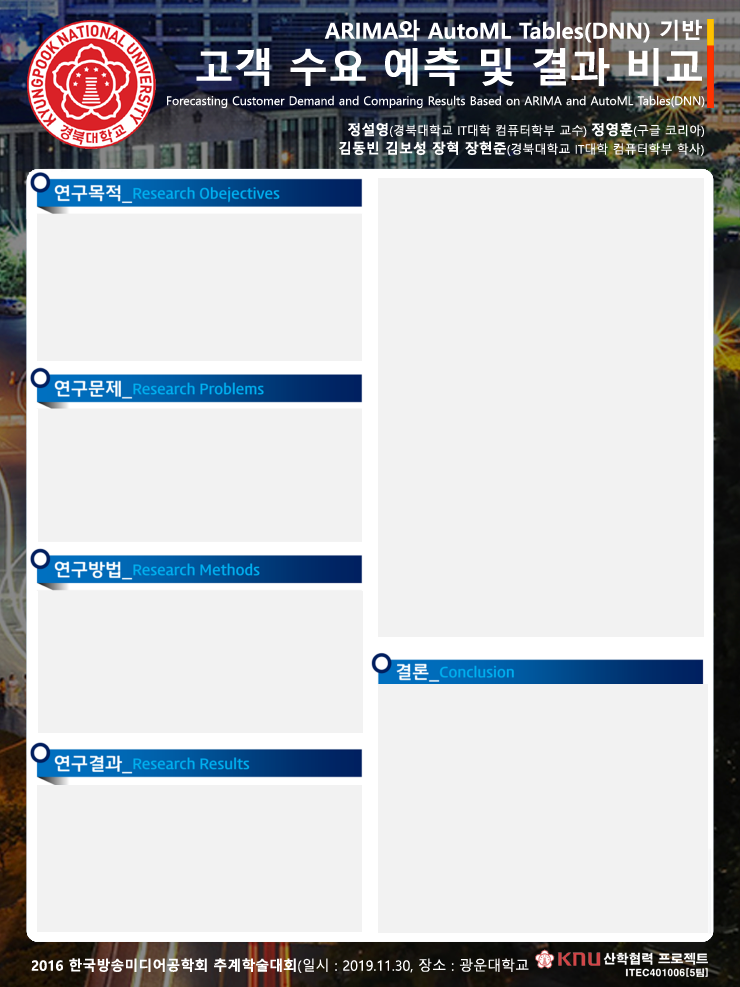 KYUNGPOOK NATIONAL UNIVERSITY
경북대학교
ARIMA와 AutoML Tables(DNN) 기반
고객 수요 예측 및 결과 비교
Forecasting Customer Demand and Comparing Results Based on ARIMA and AutoML Tables(DNN)
정설영(경북대학교 IT대학 컴퓨터학부 교수) 정영훈(구글 코리아)
김동빈 김보성 장혁 장현준(경북대학교 IT대학 컴퓨터학부 학사)
연구목적_Research Obejectives
연구문제_Research Problems
연구방법_Research Methods
연구결과_Research Results
결론_Conclusion
2016 한국방송미디어공학회 추계학술대회(일시 : 2019.11.30, 장소 : 광운대학교
KNU 산학협력 프로젝트
ITEC401006[5팀]